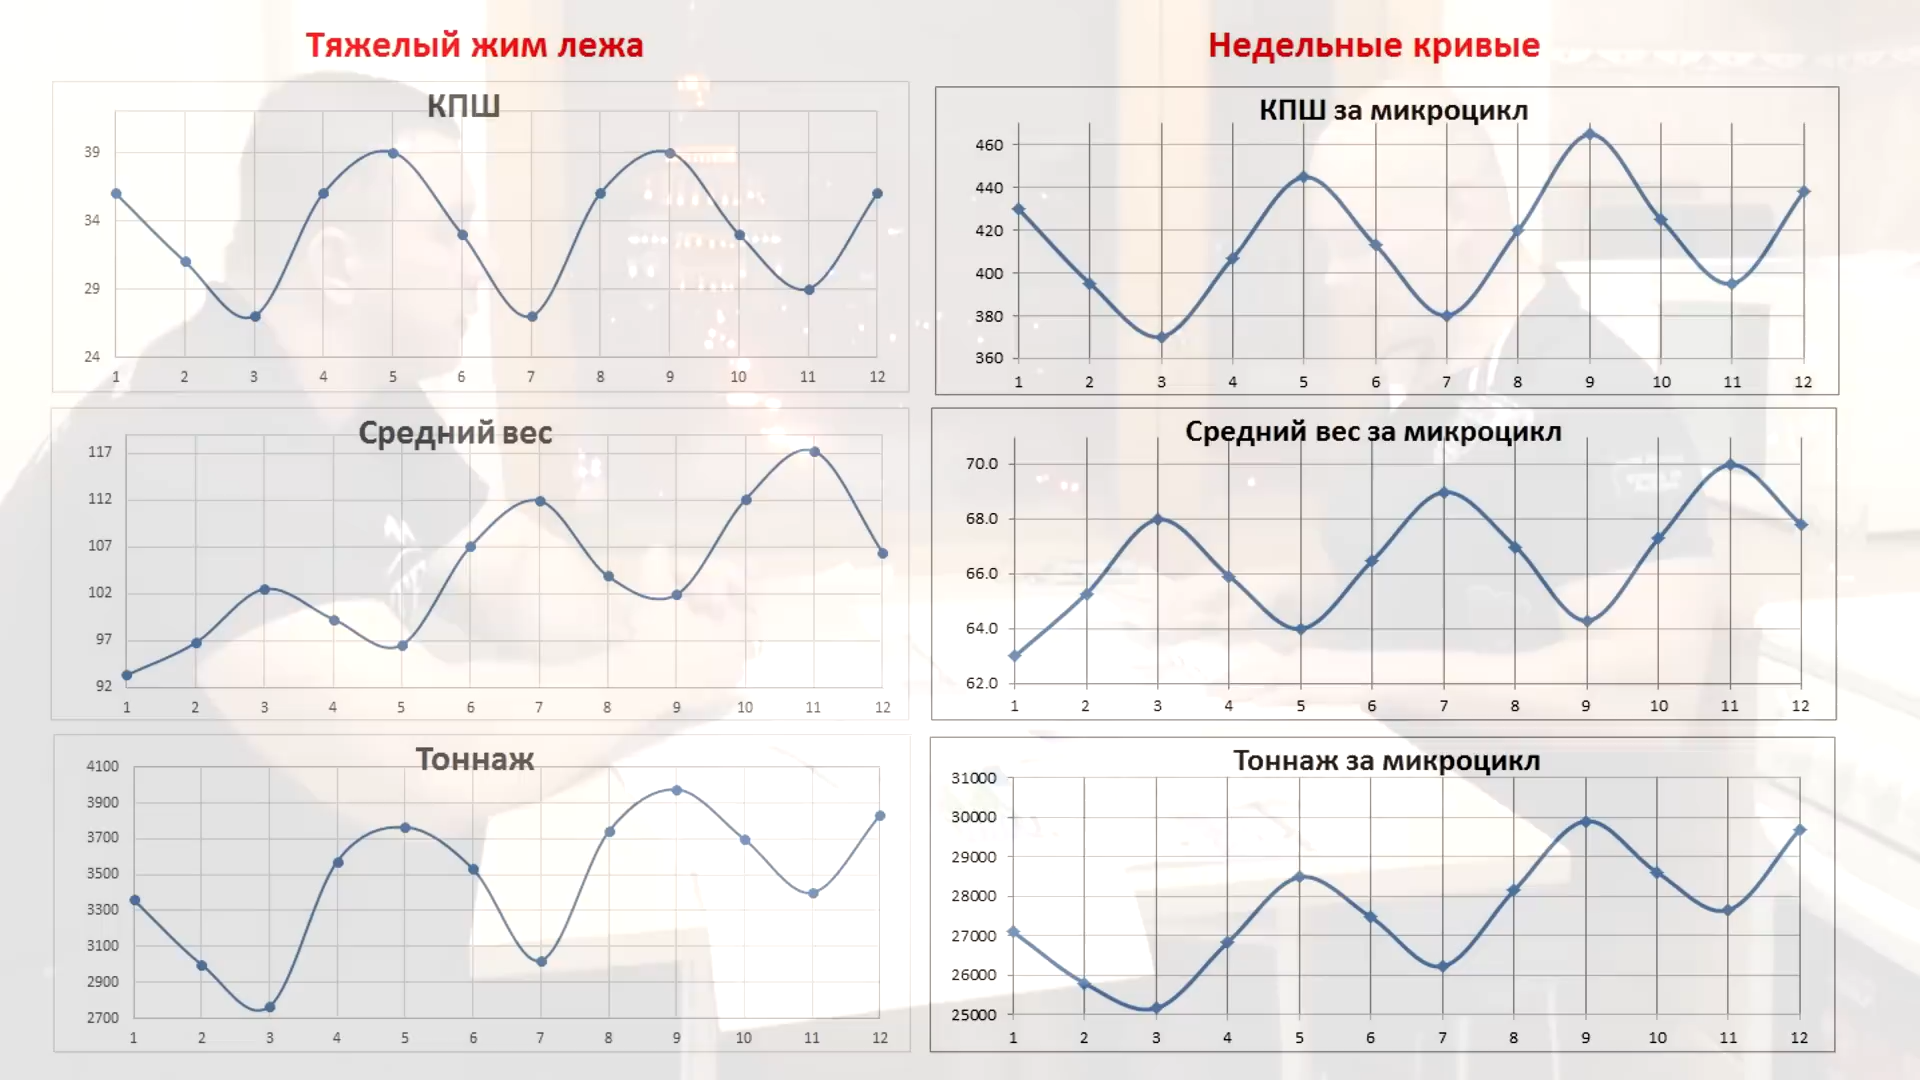 Тяжелый жим лежа
КПШ
39
34
29
24
1 2 3 4 5 6 7 8 9 10 11 12
Средний вес
117
112
107
102
97
92
1 2 3 4 5 6 7 8 9 10 11 12
Тоннаж
4100
3900
3700
3500
3300
3100
2900
2700
1 2 3 4 5 6 7 8 9 10 11 12
Недельные кривые
КПШ за микроцикл
460
440
420
400
380
360
1 2 3 4 5 6 7 8 9 10 11 12
Средний вес за микроцикл
70.0
68.0
66.0
64.0
62.0
1 2 3 4 5 6 7 8 9 10 11 12
Тоннаж за микроцикл
31000
30000
29000
28000
27000
26000
25000
1 2 3 4 5 6 7 8 9 10 11 12